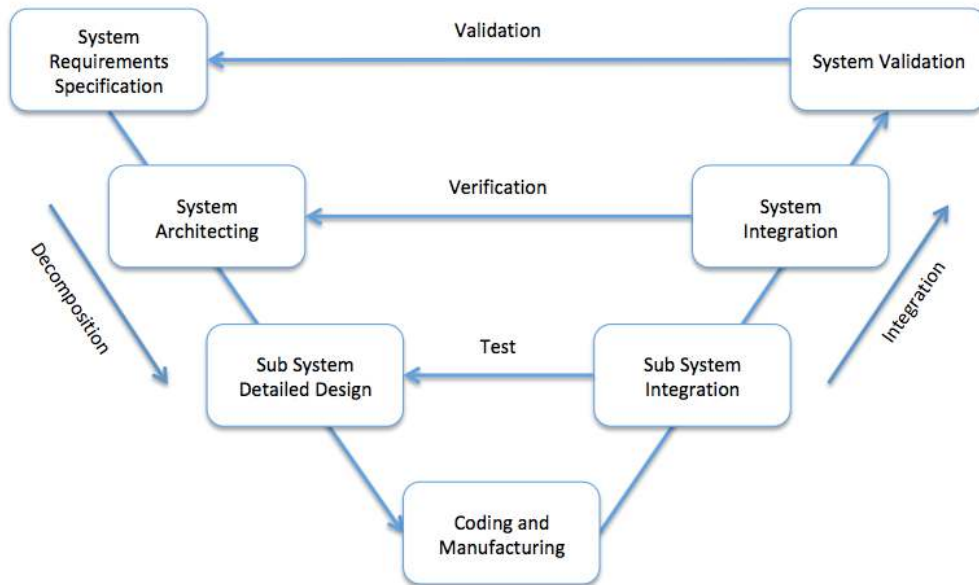 System
Requirements
Specification
Validation
System Validation
System
Architecting
Verification
System
Integration
Decomposition
Integration
Sub System
Detailed Design
Test
Sub System
Integration
Coding and
Manufacturing